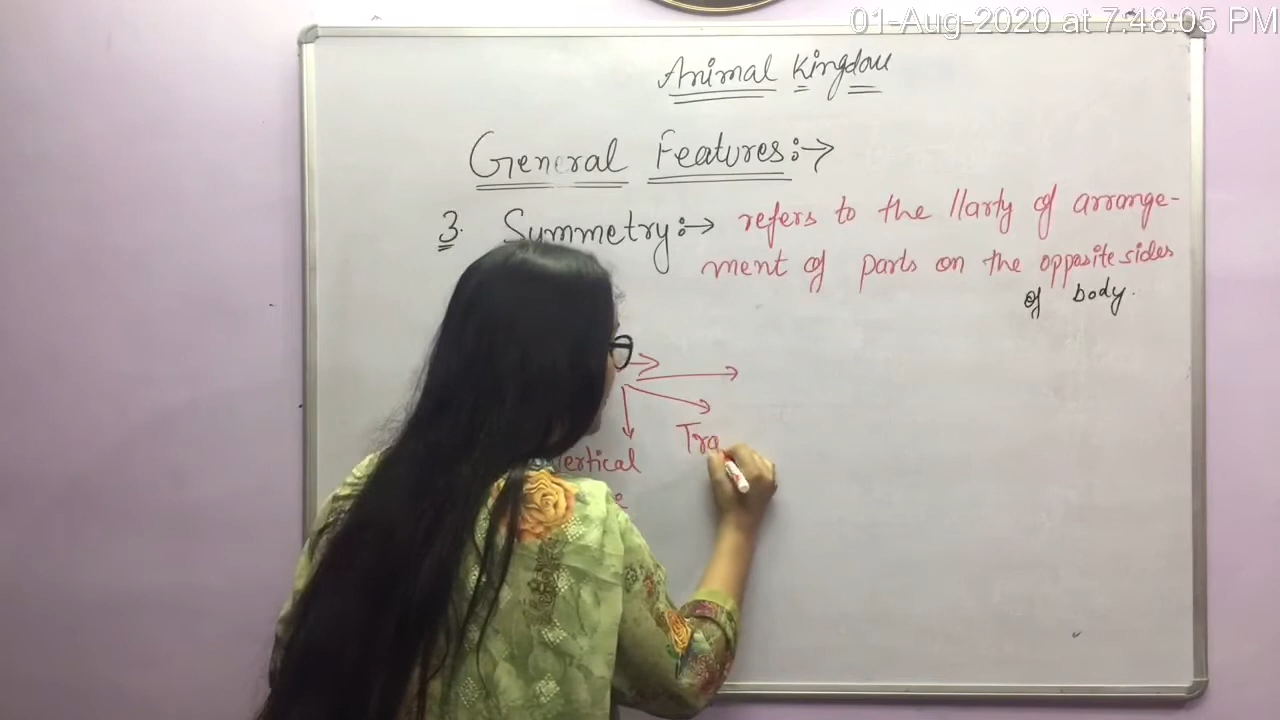 01-Aug-2020 at 7:48:05 PM
Animal Kingdom
General Features:→
3. Symmetry:→ refers to the llarty of arrange-
ment of parts on the opposite sides
of body.
Tra
Vertical